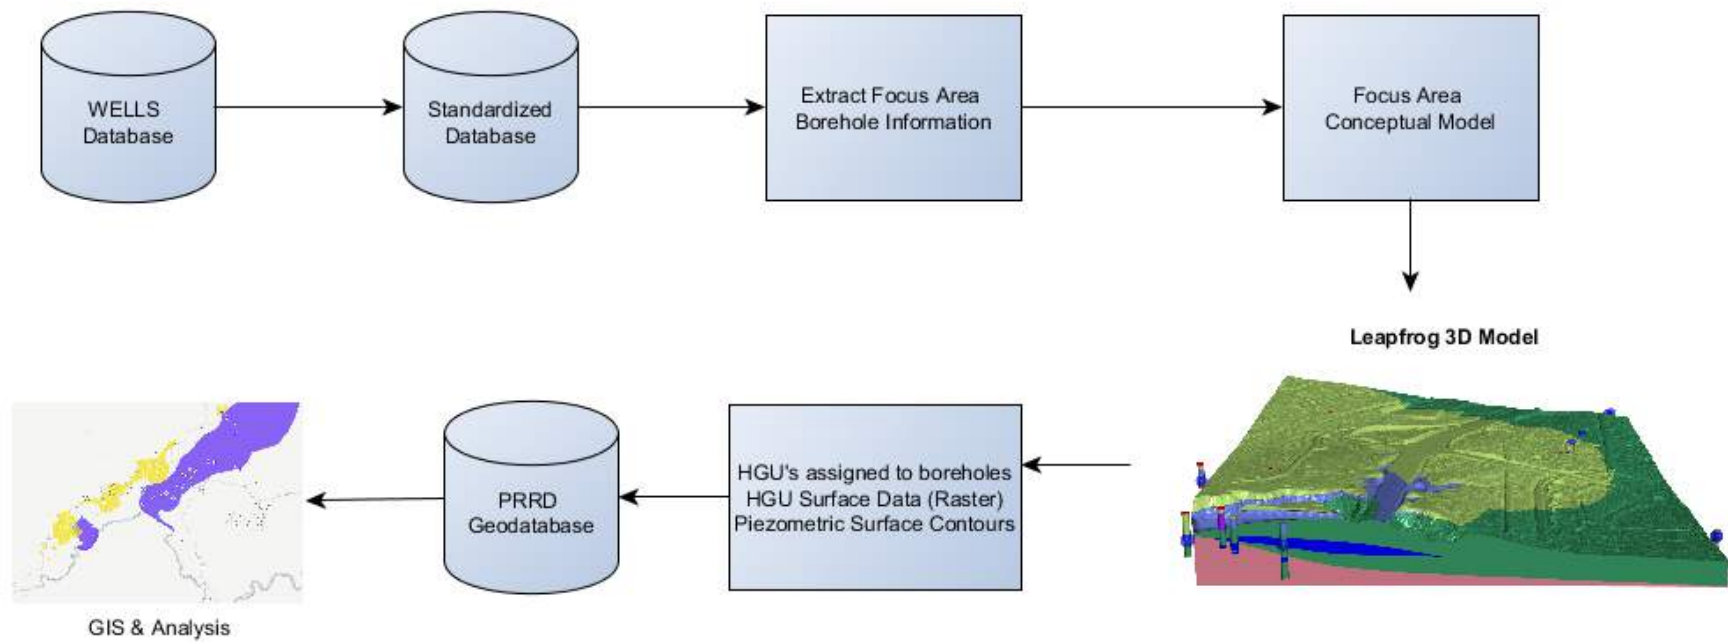 WELLS
Database
Standardized
Database
Extract Focus Area
Borehole Information
Focus Area
Conceptual Model
Leapfrog 3D Model
HGU's assigned to boreholes
HGU Surface Data (Raster)
Piezometric Surface Contours
PRRD
Geodatabase
GIS & Analysis